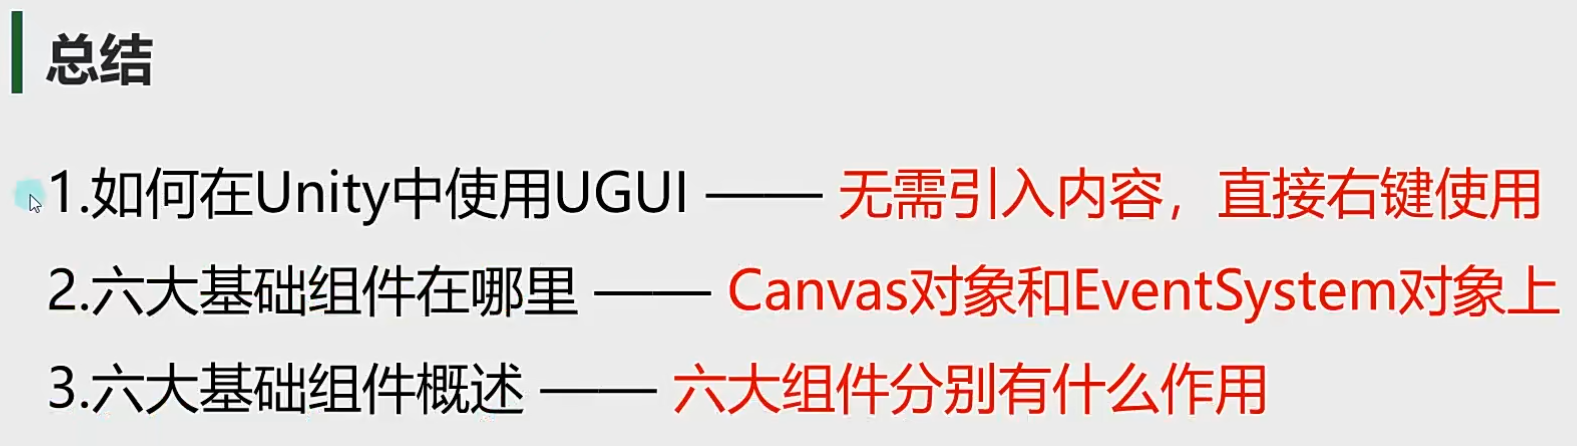 总结
1.如何在Unity中使用UGUI —— 无需引入内容，直接右键使用
2.六大基础组件在哪里 —— Canvas对象和EventSystem对象上
3.六大基础组件概述 —— 六大组件分别有什么作用